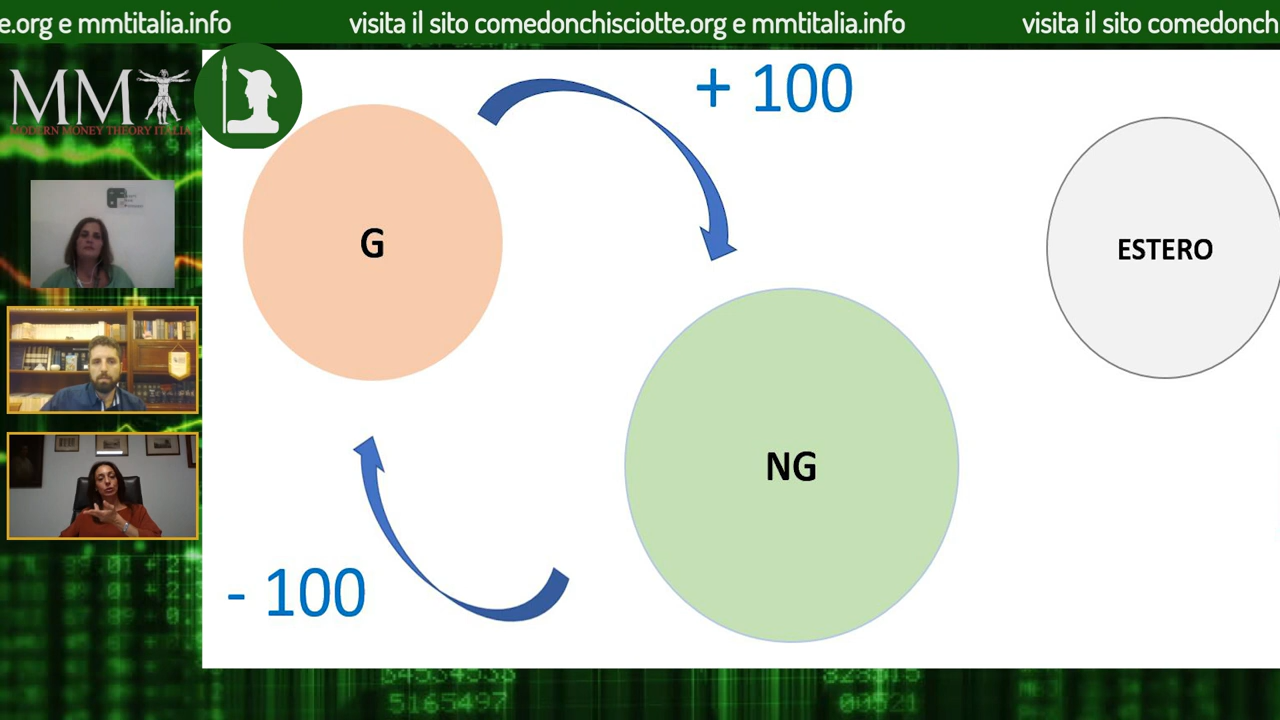 e.org e mmtitalia.info
visita il sito comedonchisciotte.org e mmtitalia.info
visita il sito comedonch
MMT
MODERN MONEY THEORY ITALIA
+ 100
G
ESTERO
NG
- 100
5165497